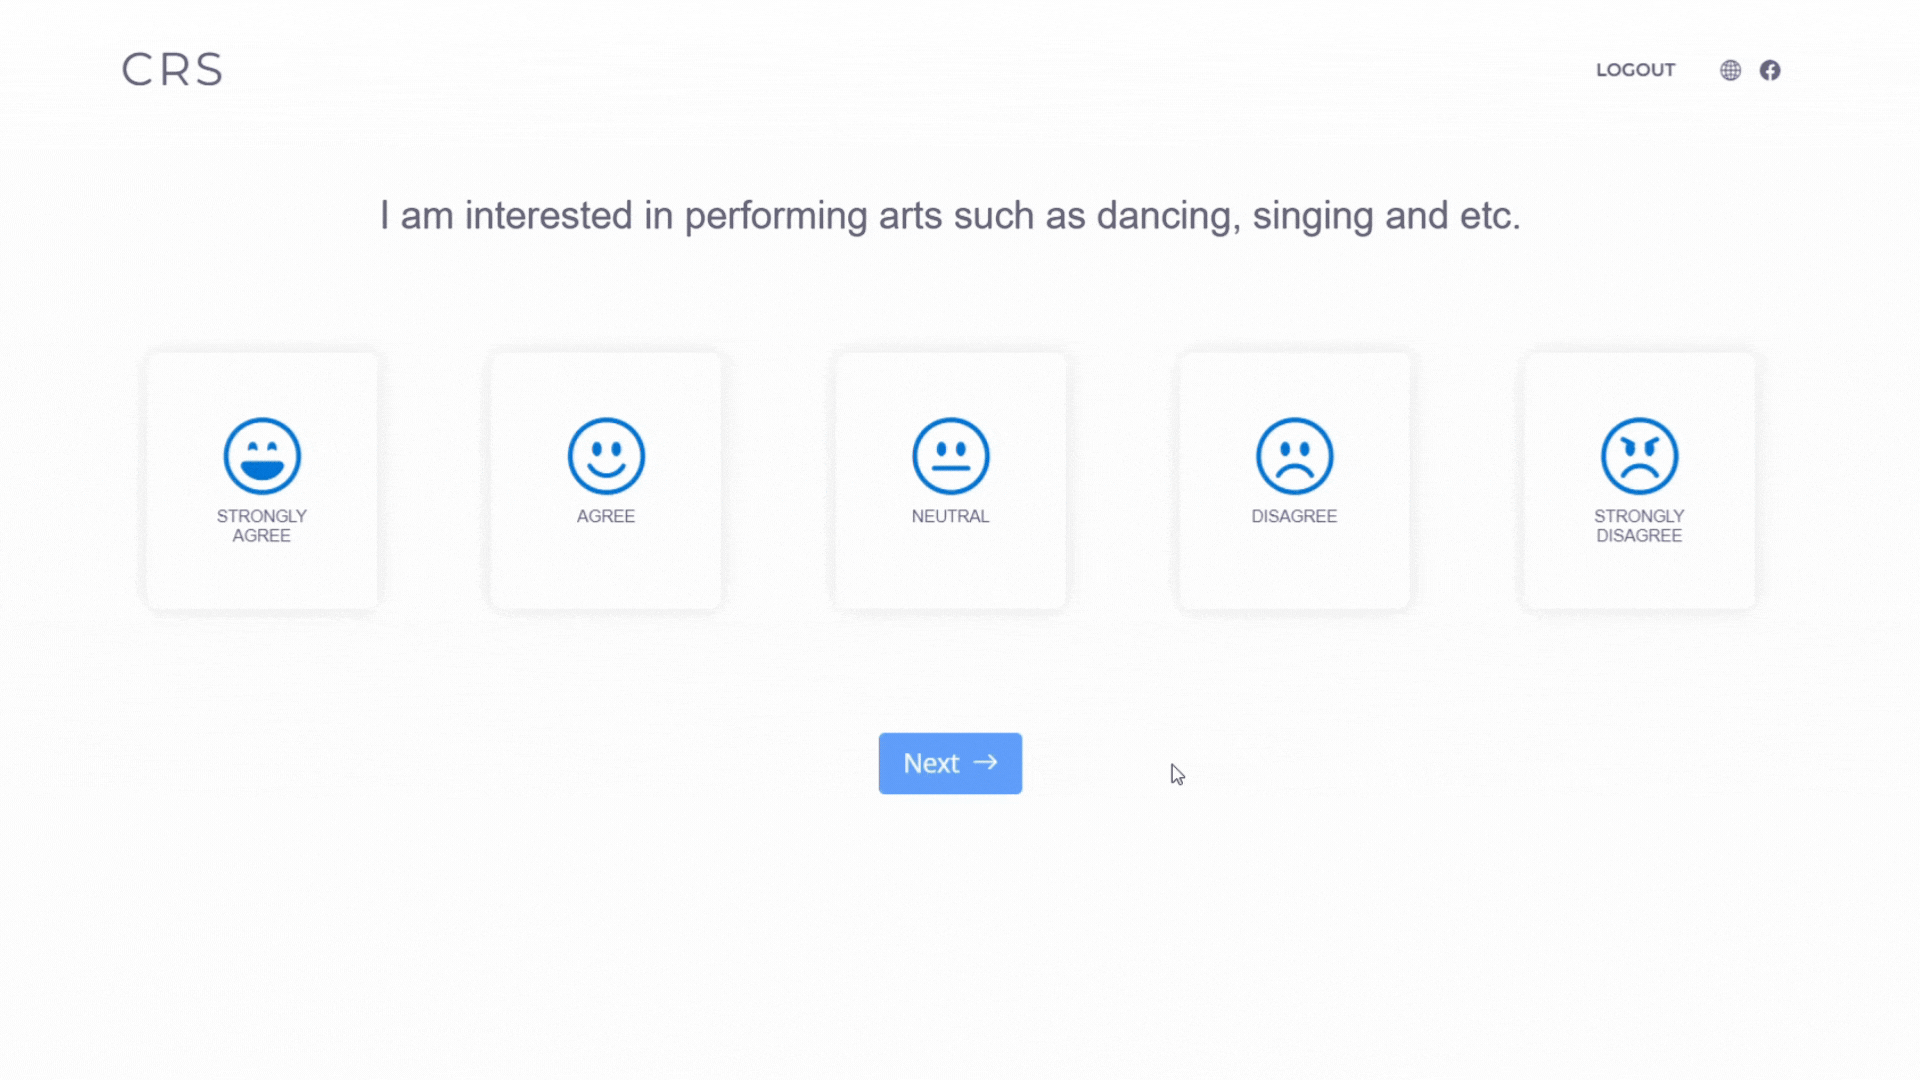 CRS
LOGOUT
I am interested in performing arts such as dancing, singing and etc.
STRONGLY
AGREE
AGREE
NEUTRAL
DISAGREE
STRONGLY
DISAGREE
Next